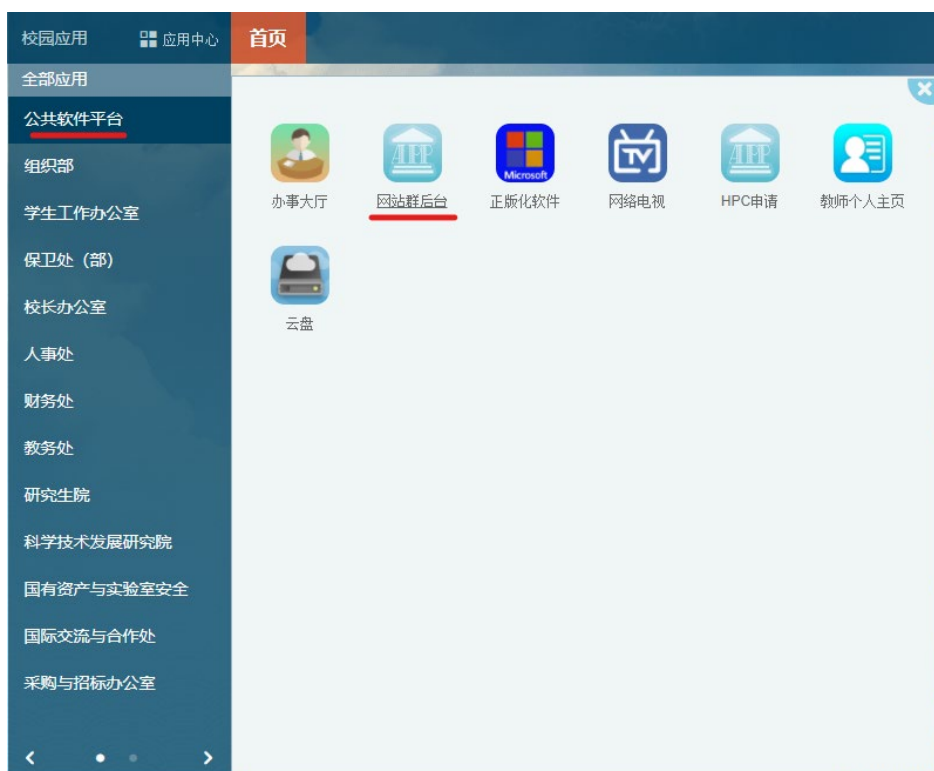 校园应用 应用中心 首页
全部应用
公共软件平台
组织部
学生工作办公室
保卫处（部）
校长办公室
人事处
财务处
教务处
研究生院
科学技术发展研究院
国有资产与实验室安全
国际交流与合作处
采购与招标办公室
APP Microsoft TV APP
办事大厅 网站群后台 正版化软件 网络电视 HPC申请 教师个人主页
云盘